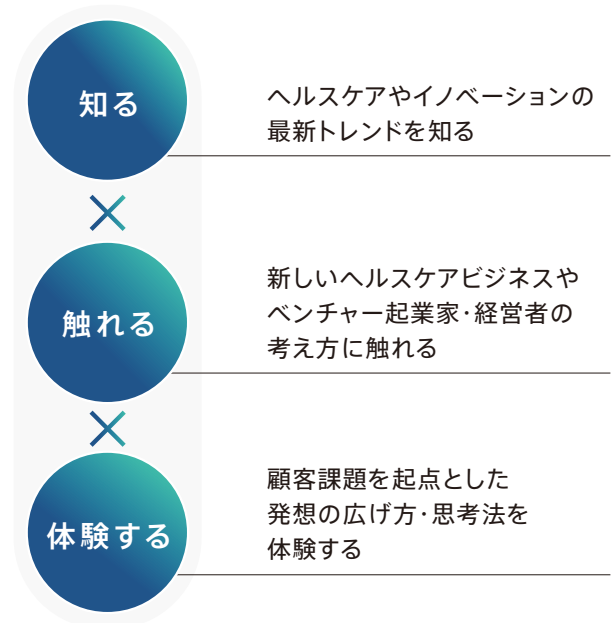 知る
ヘルスケアやイノベーションの
最新トレンドを知る
×
触れる
新しいヘルスケアビジネスや
ベンチャー起業家・経営者の
考え方に触れる
×
体験する
顧客課題を起点とした
発想の広げ方・思考法を
体験する